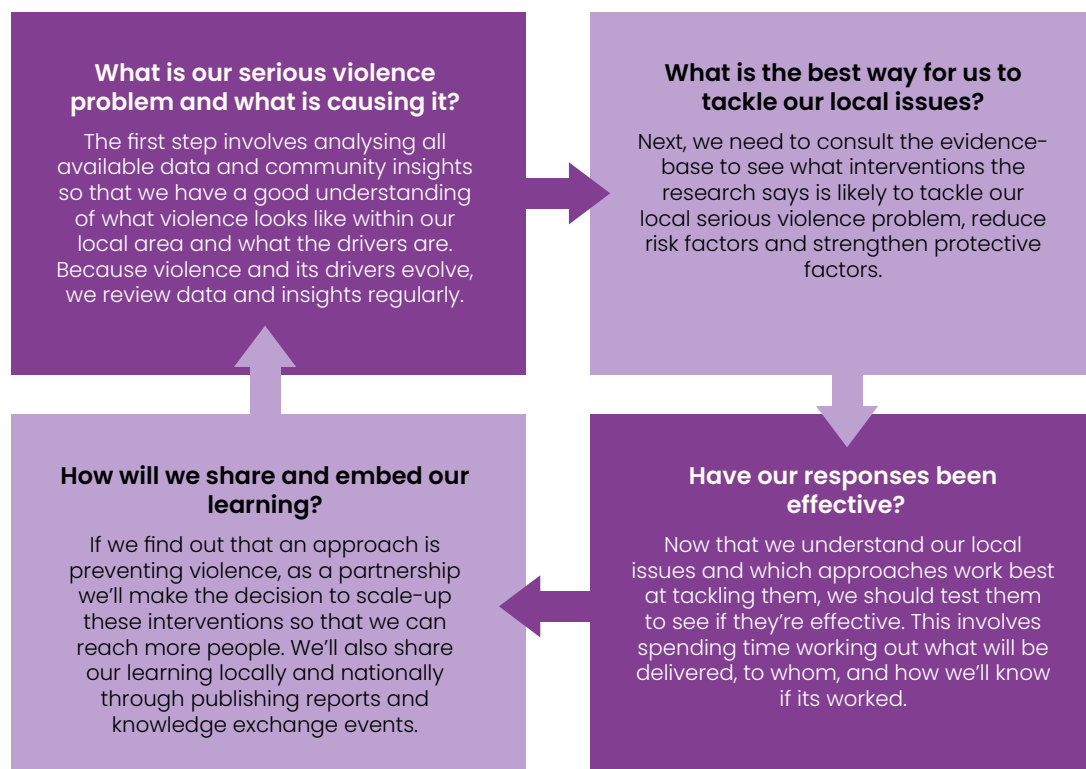 What is our serious violence
problem and what is causing it?
The first step involves analysing all
available data and community insights
so that we have a good understanding
of what violence looks like within our
local area and what the drivers are.
Because violence and its drivers evolve,
we review data and insights regularly.
What is the best way for us to
tackle our local issues?
Next, we need to consult the evidence-
base to see what interventions the
research says is likely to tackle our
local serious violence problem, reduce
risk factors and strengthen protective
factors.
Have our responses been
effective?
Now that we understand our local
issues and which approaches work best
at tackling them, we should test them
to see if they're effective. This involves
spending time working out what will be
delivered, to whom, and how we'll know
if its worked.
How will we share and embed our
learning?
If we find out that an approach is
preventing violence, as a partnership
we'll make the decision to scale-up
these interventions so that we can
reach more people. We'll also share
our learning locally and nationally
through publishing reports and
knowledge exchange events.